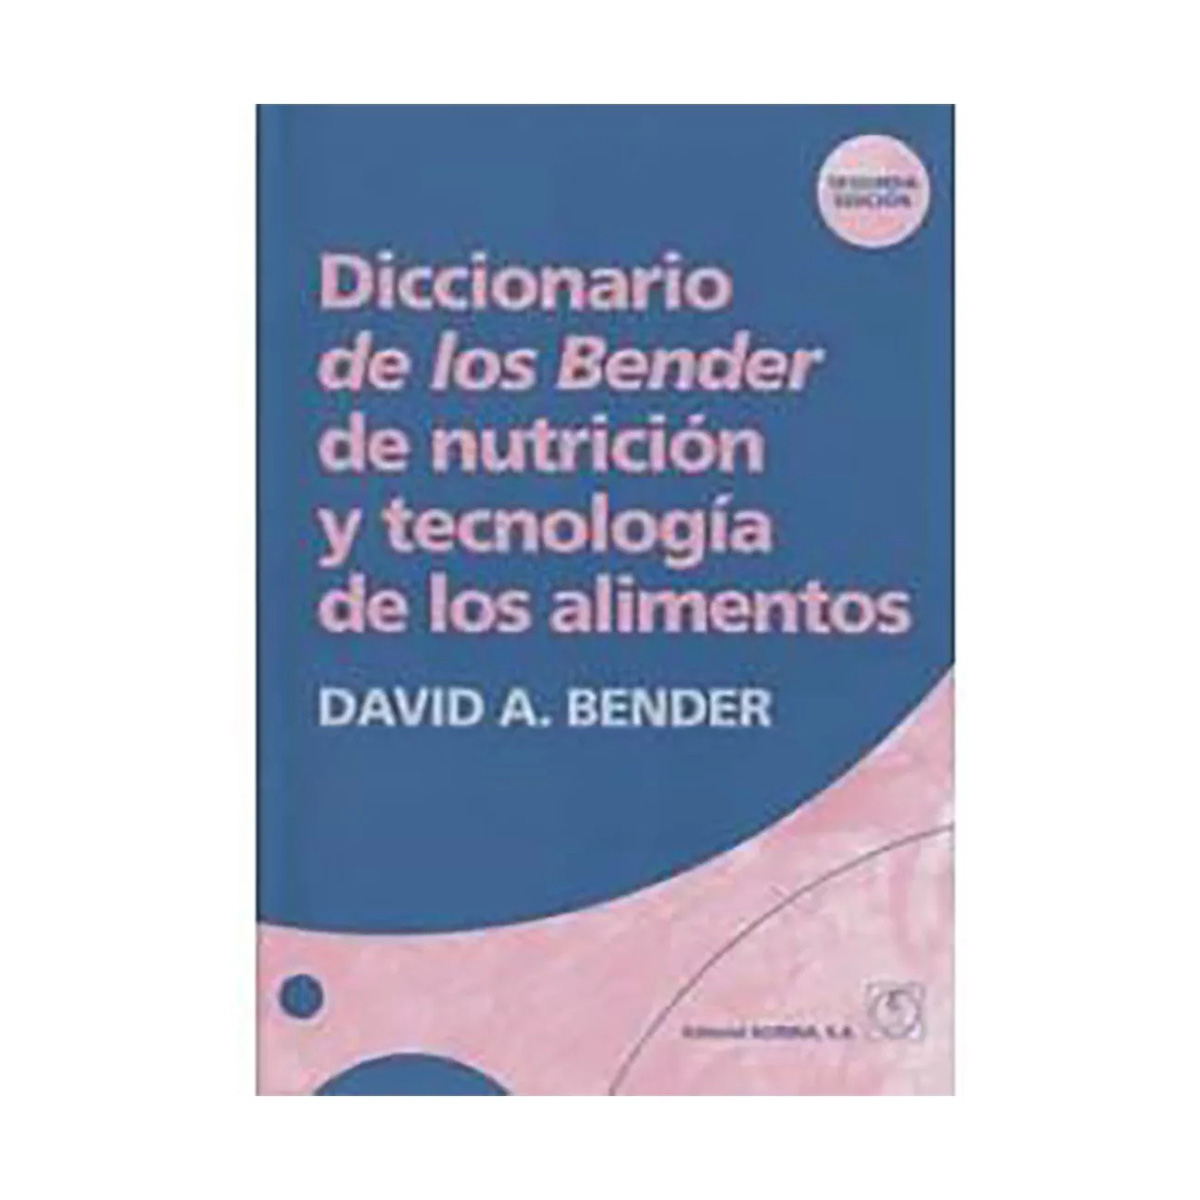 SEGUNDA
EDICIÓN
Diccionario
de los Bender
de nutrición
y tecnología
de los alimentos
DAVID A. BENDER
Editorial ACRIBIA, S.A.